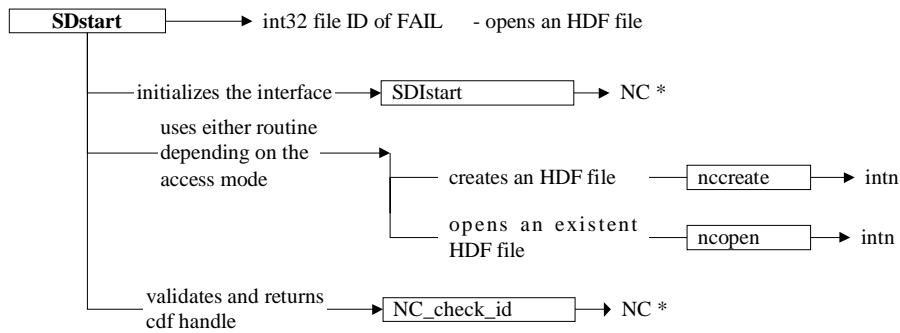 SDstart int32 file ID of FAIL - opens an HDF file
initializes the interface SDIstart NC *
uses either routine
depending on the
access mode
creates an HDF file nccreate intn
opens an existent
HDF file ncopen intn
validates and returns
cdf handle NC_check_id NC *